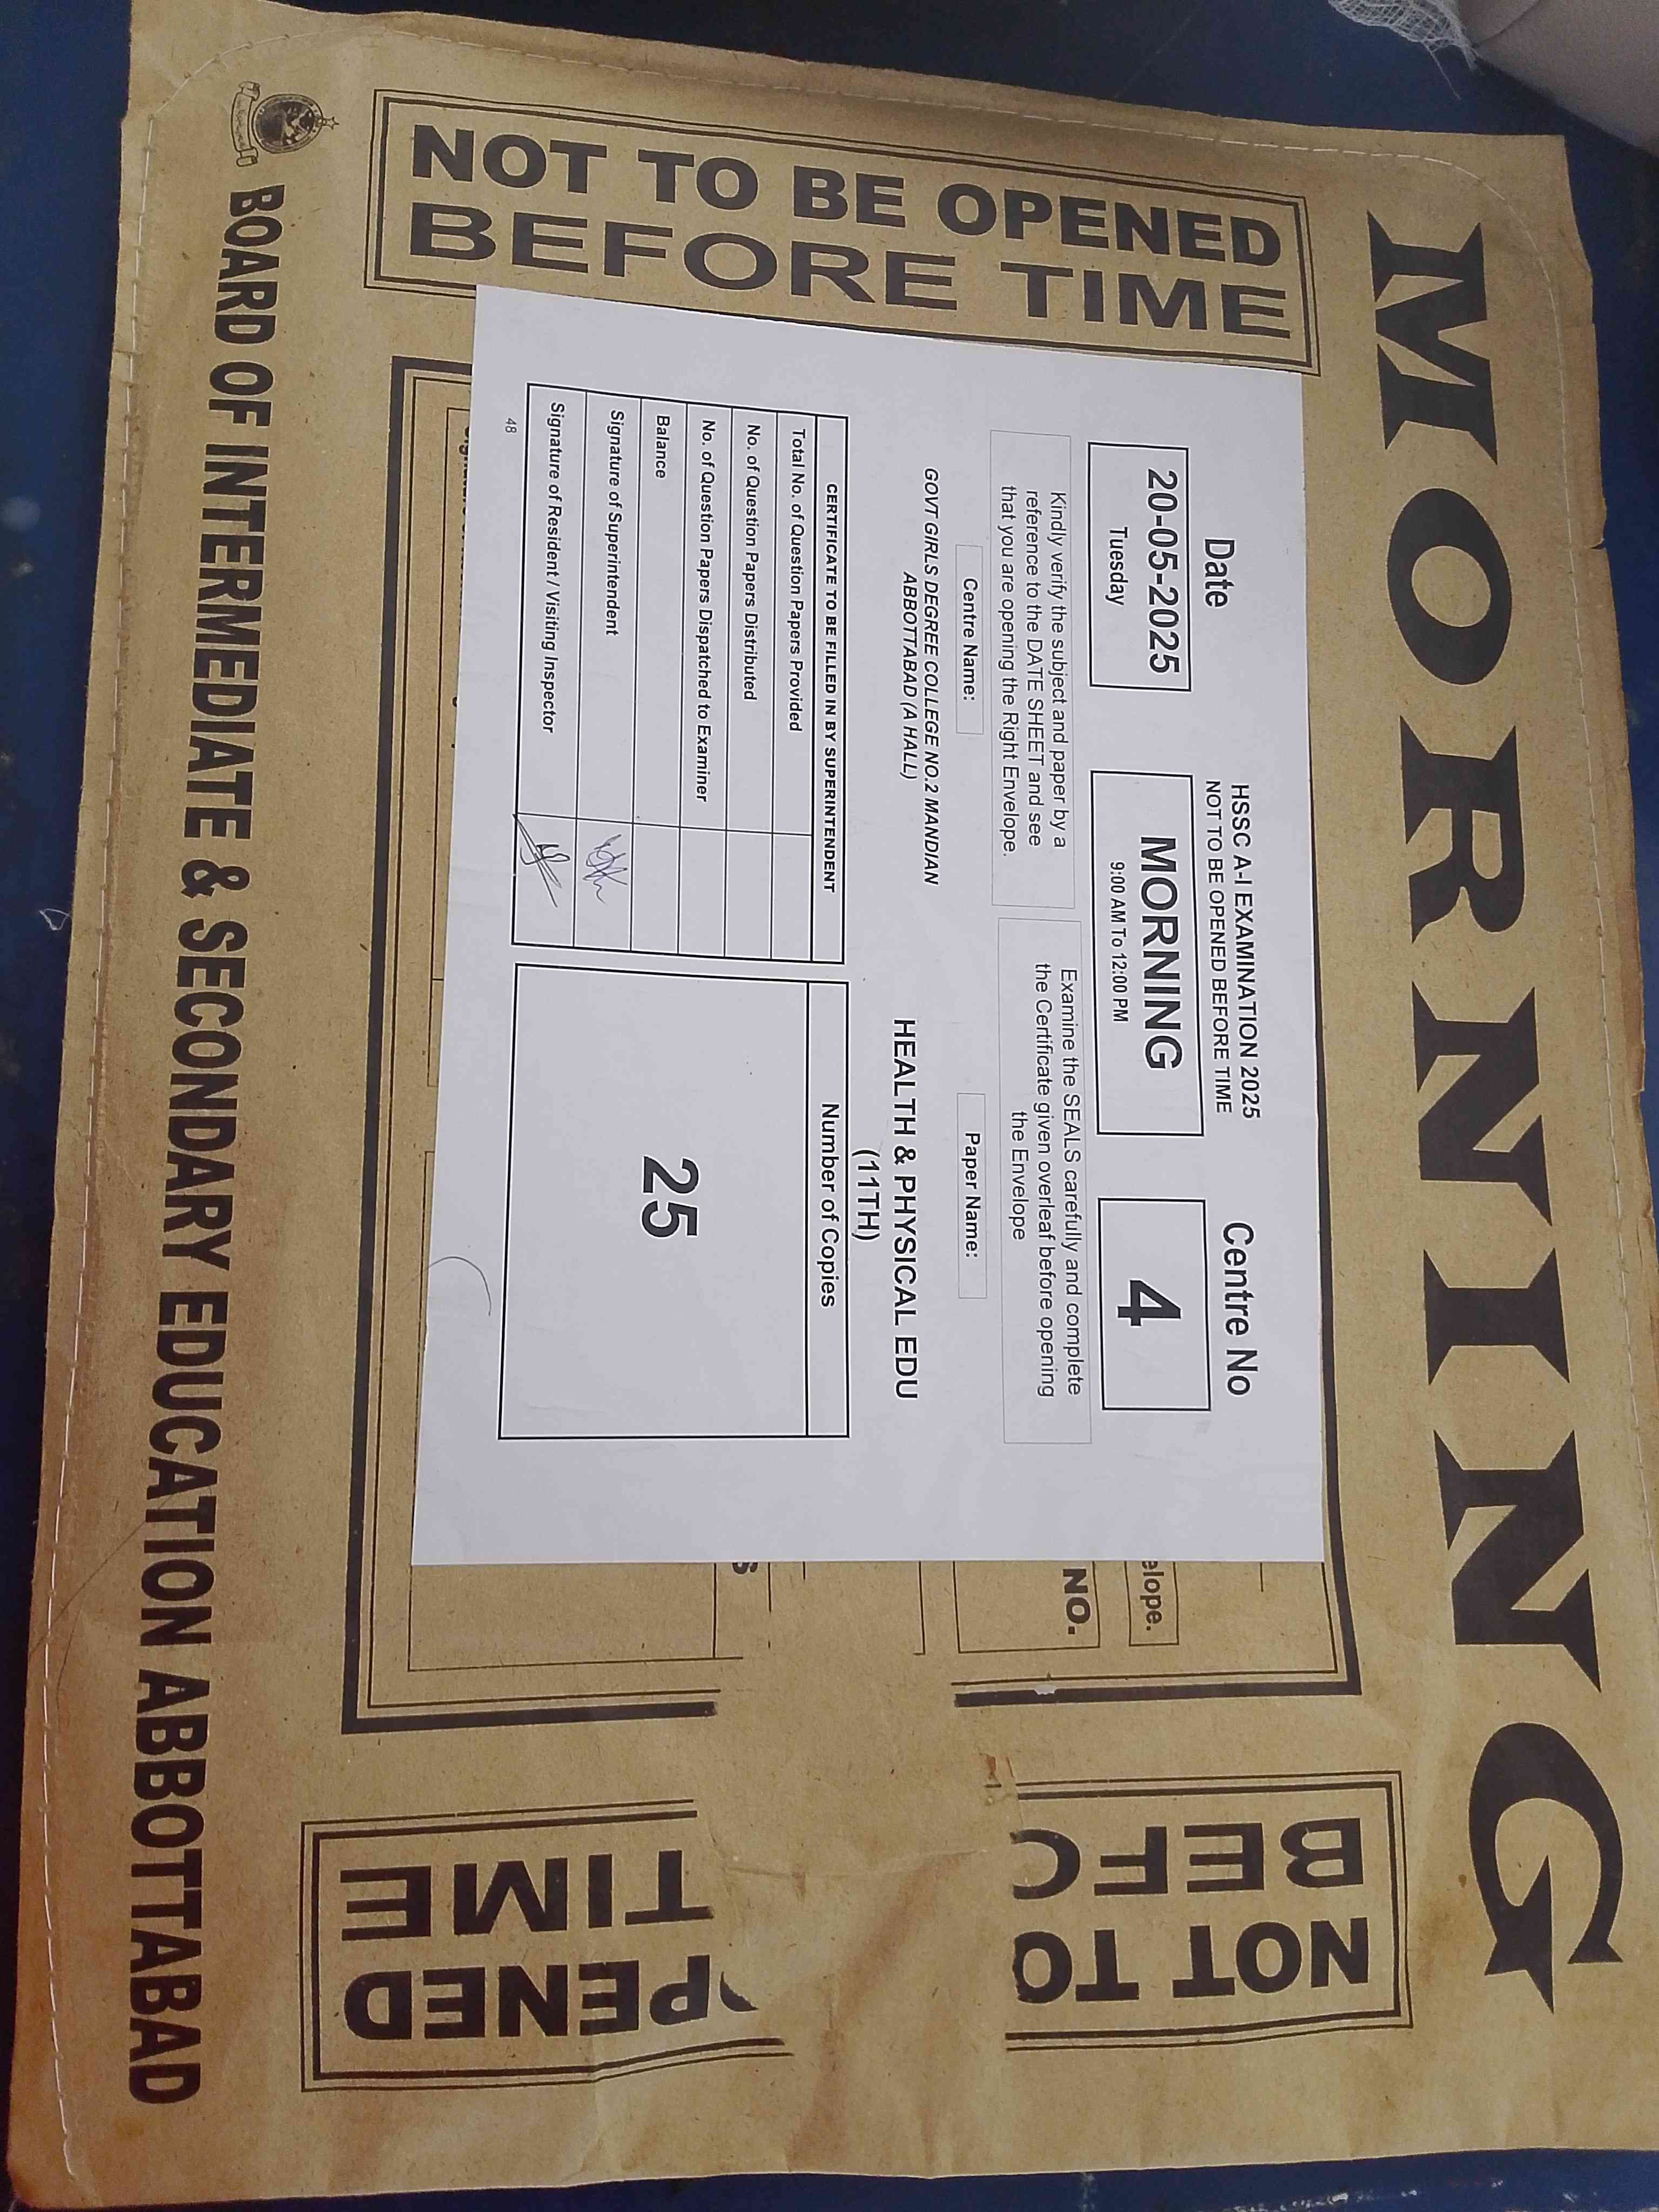 MORNING
NOT TO BE OPENED
BEFORE TIME
Date
20-05-2025
Tuesday
HSSC A-I EXAMINATION 2025
NOT TO BE OPENED BEFORE TIME
MORNING
9:00 AM To 12:00 PM
Centre No
4
Kindly verify the subject and paper by a
reference to the DATE SHEET and see
that you are opening the Right Envelope.
Examine the SEALS carefully and complete
the Certificate given overleaf before opening
the Envelope
Centre Name:
GOVT GIRLS DEGREE COLLEGE NO.2 MANDIAN
ABBOTTABAD (A HALL)
Paper Name:
HEALTH & PHYSICAL EDU
(11TH)
CERTIFICATE TO BE FILLED IN BY SUPERINTENDENT
Total No. of Question Papers Provided
No. of Question Papers Distributed
No. of Question Papers Dispatched to Examiner
Balance
Signature of Superintendent
Signature of Resident / Visiting Inspector
48
Number of Copies
25
elope.
NO.
S
NOT TO
BEFO
PENED
TIME
BOARD OF INTERMEDIATE & SECONDARY EDUCATION ABBOTTABAD